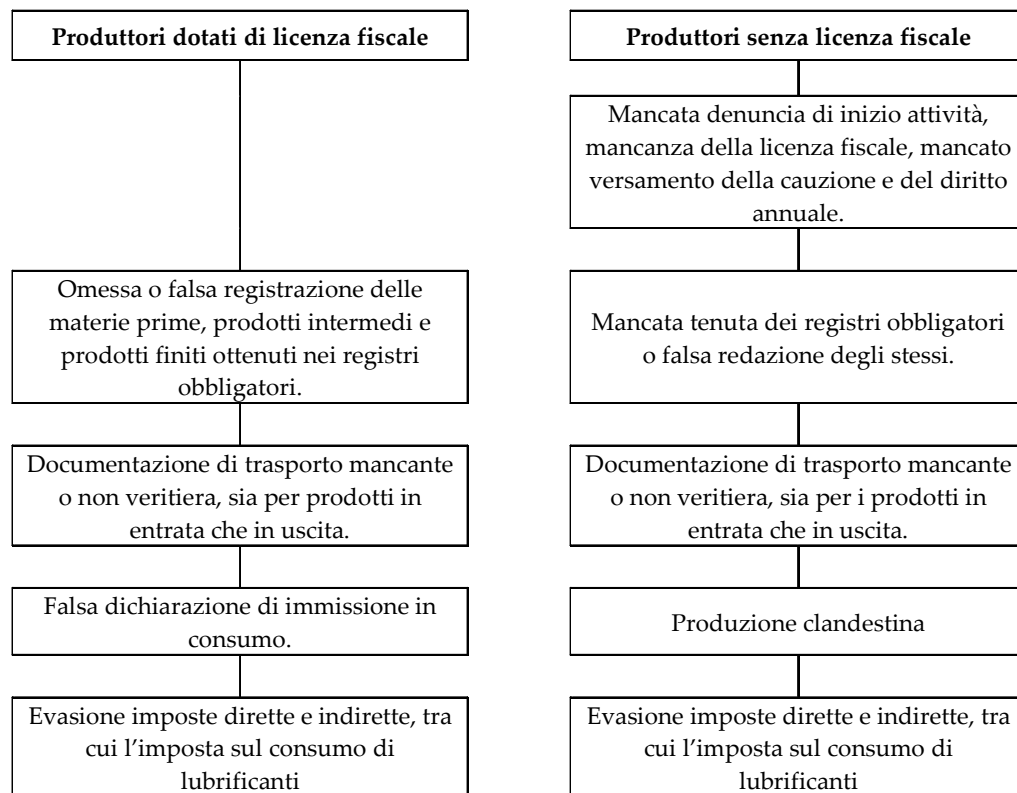 Produttori dotati di licenza fiscale
Omessa o falsa registrazione delle
materie prime, prodotti intermedi e
prodotti finiti ottenuti nei registri
obbligatori.
Documentazione di trasporto mancante
o non veritiera, sia per prodotti in
entrata che in uscita.
Falsa dichiarazione di immissione in
consumo.
Evasione imposte dirette e indirette, tra
cui l’imposta sul consumo di
lubrificanti
Produttori senza licenza fiscale
Mancata denuncia di inizio attività,
mancanza della licenza fiscale, mancato
versamento della cauzione e del diritto
annuale.
Mancata tenuta dei registri obbligatori
o falsa redazione degli stessi.
Documentazione di trasporto mancante
o non veritiera, sia per i prodotti in
entrata che in uscita.
Produzione clandestina
Evasione imposte dirette e indirette, tra
cui l’imposta sul consumo di
lubrificanti